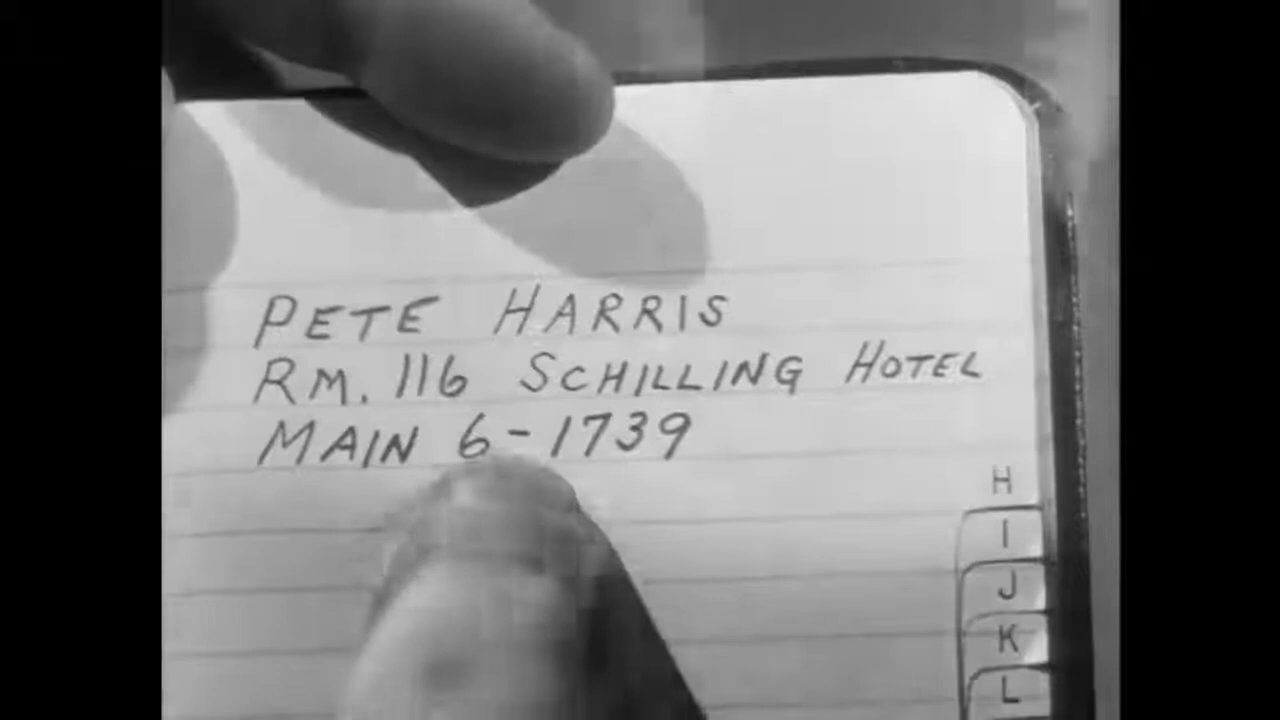 PETE HARRIS
RM. 116 SCHILLING HOTEL
MAIN 6-1739
H
I
J
K
L